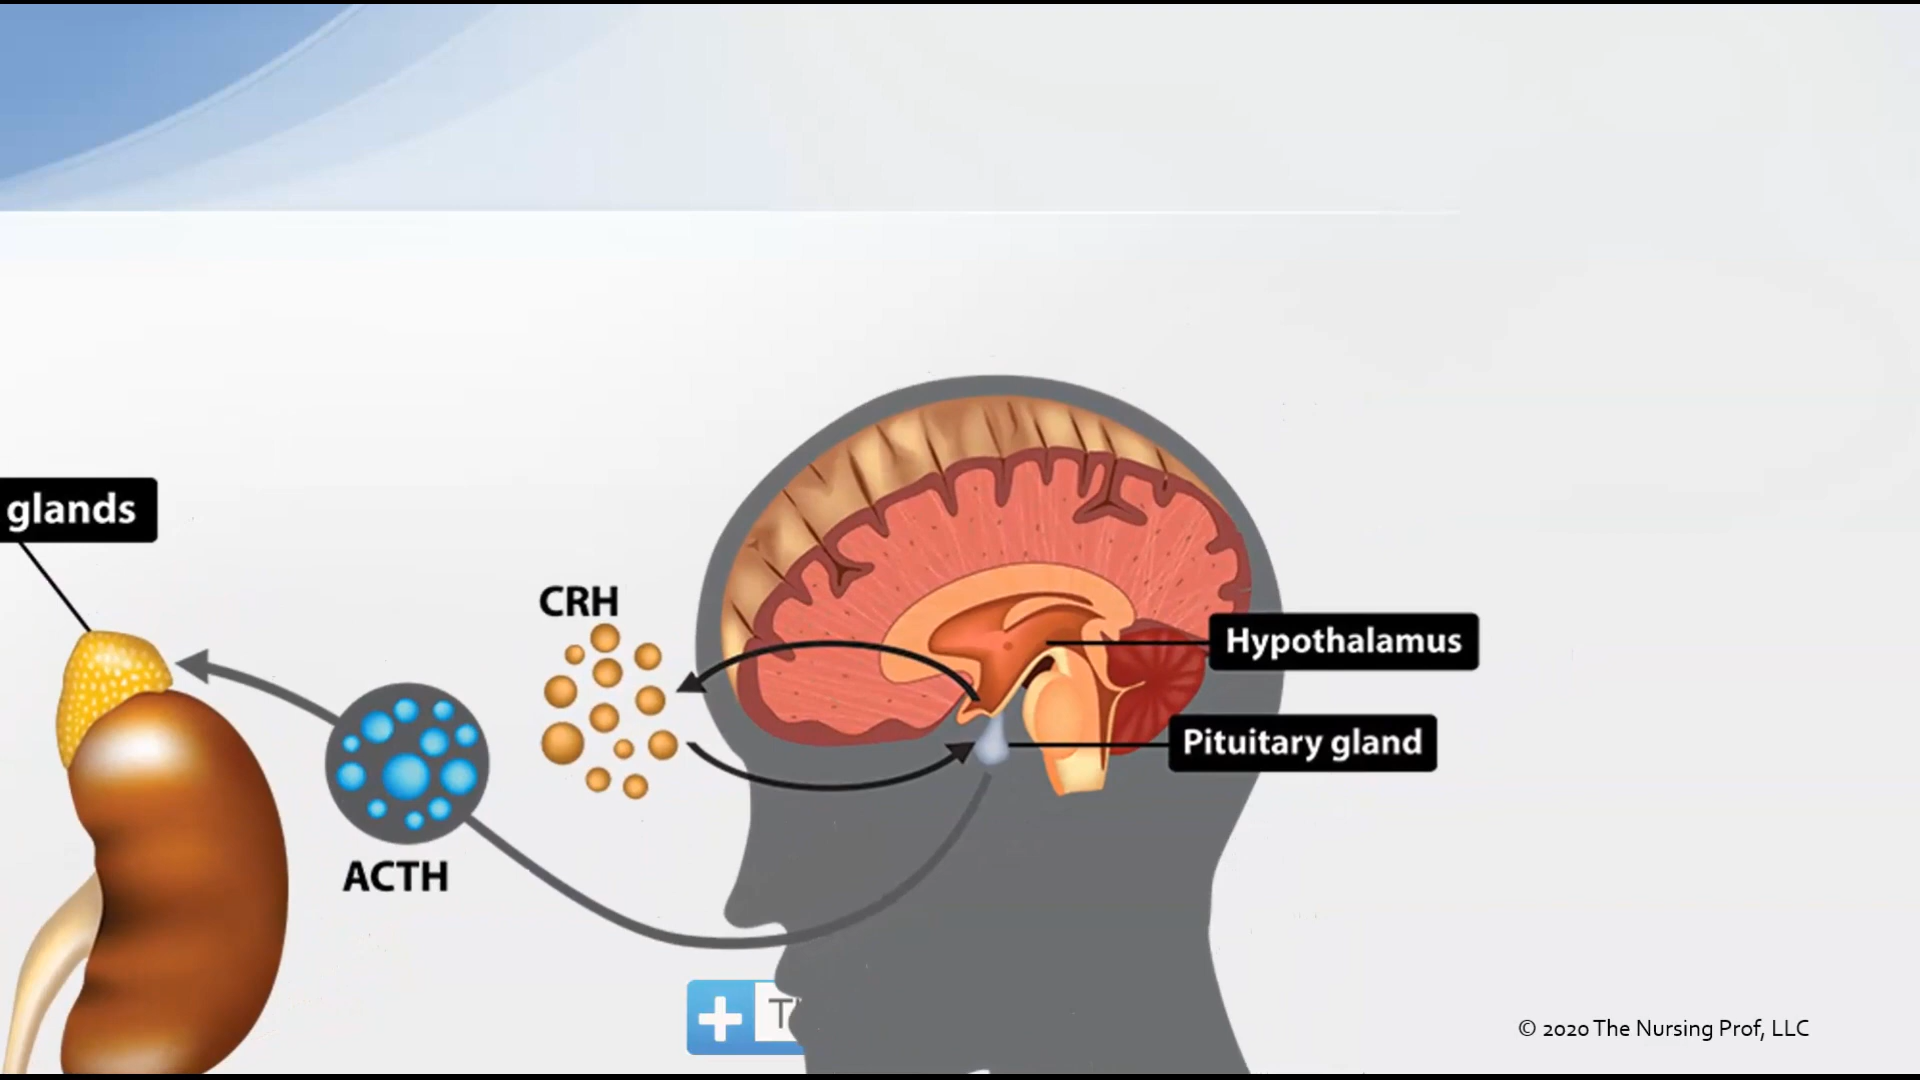 glands
CRH
Hypothalamus
Pituitary gland
ACTH
© 2020 The Nursing Prof, LLC